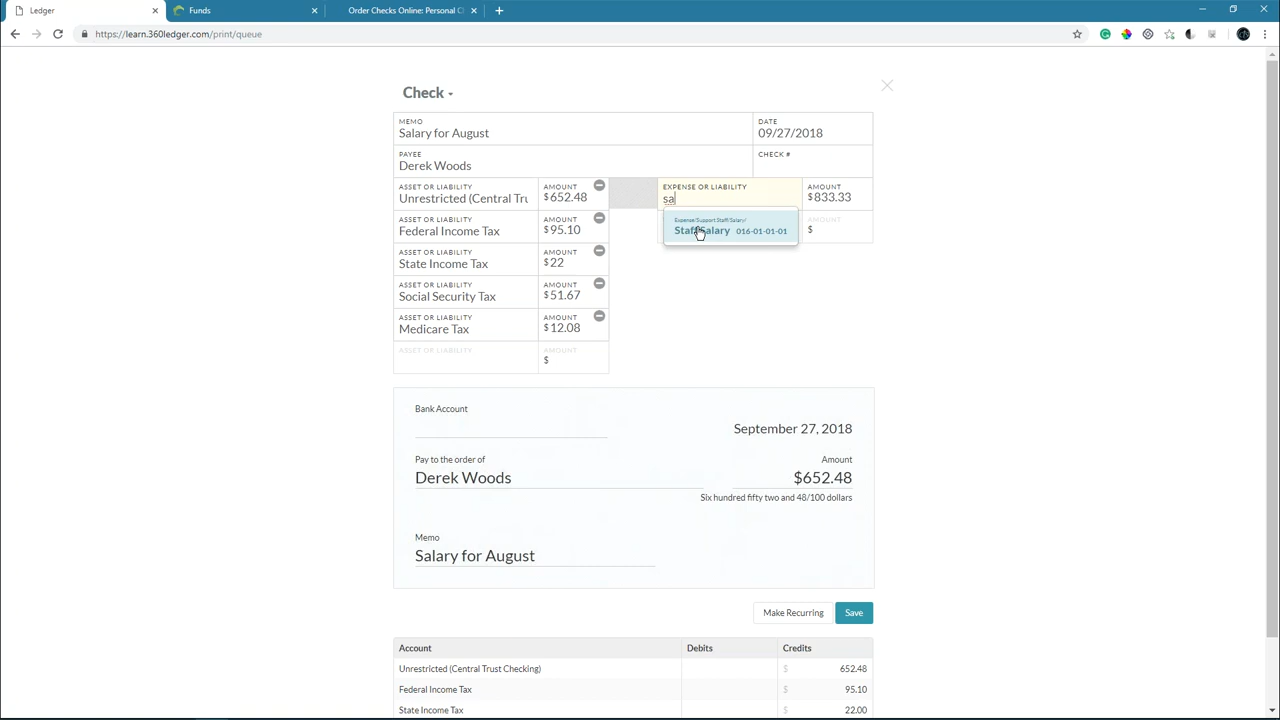 Ledger
Funds
Order Checks Online: Personal C
https://learn.360ledger.com/print/queue
Check
MEMO
Salary for August
DATE
09/27/2018
PAYEE
Derek Woods
CHECK #
ASSET OR LIABILITY
Unrestricted (Central Tru
AMOUNT
$652.48
EXPENSE OR LIABILITY
sa
AMOUNT
$833.33
Expense/Support Staff/Salary/
Staff Salary 016-01-01-01
AMOUNT
$
ASSET OR LIABILITY
Federal Income Tax
AMOUNT
$95.10
ASSET OR LIABILITY
State Income Tax
AMOUNT
$22
ASSET OR LIABILITY
Social Security Tax
AMOUNT
$51.67
ASSET OR LIABILITY
Medicare Tax
AMOUNT
$12.08
ASSET OR LIABILITY
AMOUNT
$
Bank Account
September 27, 2018
Pay to the order of
Derek Woods
Amount
$652.48
Six hundred fifty two and 48/100 dollars
Memo
Salary for August
Make Recurring
Save
Account Debits Credits
Unrestricted (Central Trust Checking) $ 652.48
Federal Income Tax $ 95.10
State Income Tax $ 22.00